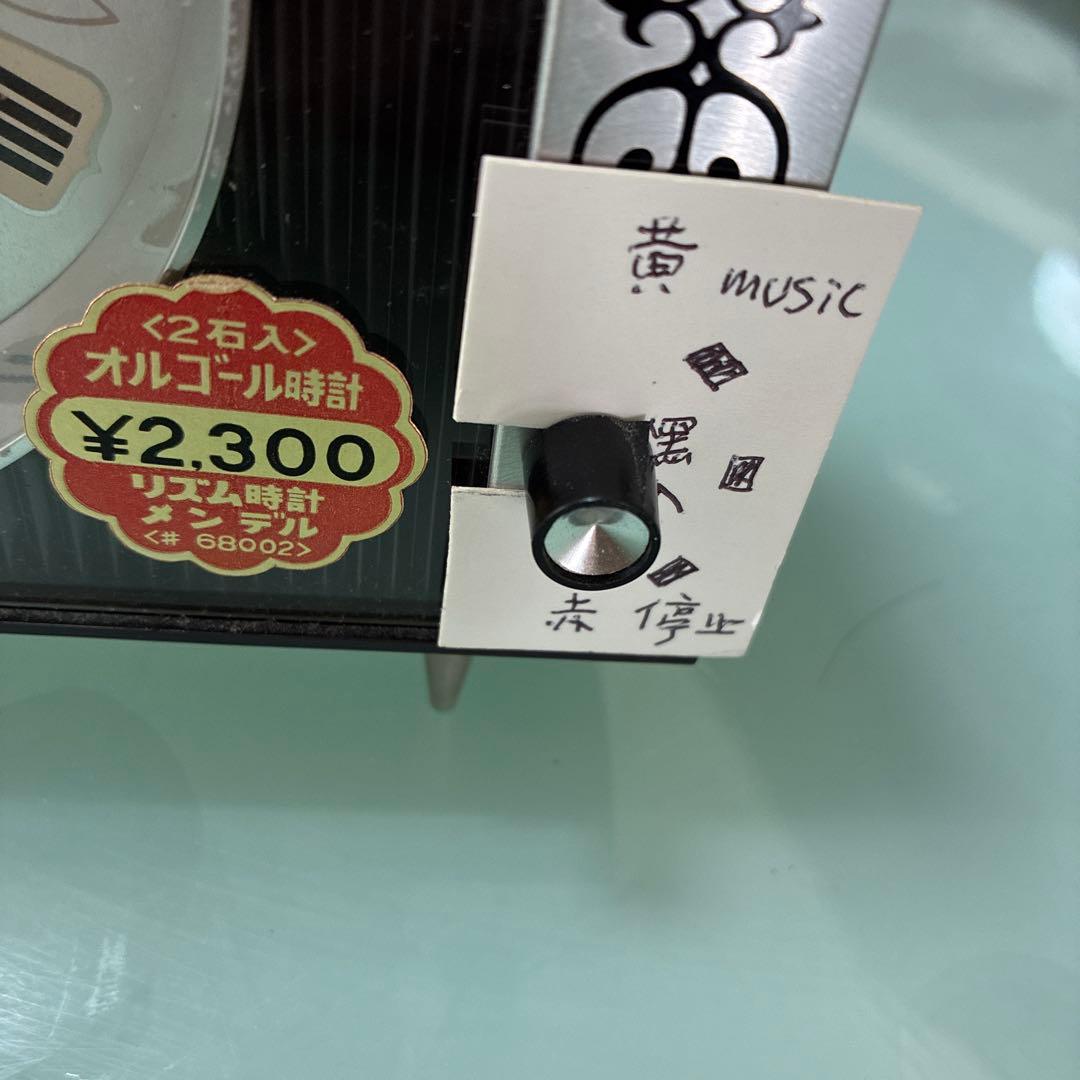 <2石入>
オルゴール時計
¥2,300
リズム時計
メンデル
<# 68002>
黄 music
黒
赤 停止